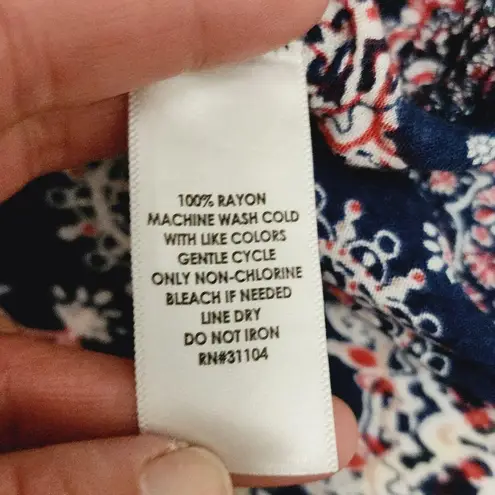 100% RAYON
MACHINE WASH COLD
WITH LIKE COLORS
GENTLE CYCLE
ONLY NON-CHLORINE
BLEACH IF NEEDED
LINE DRY
DO NOT IRON
RN#31104